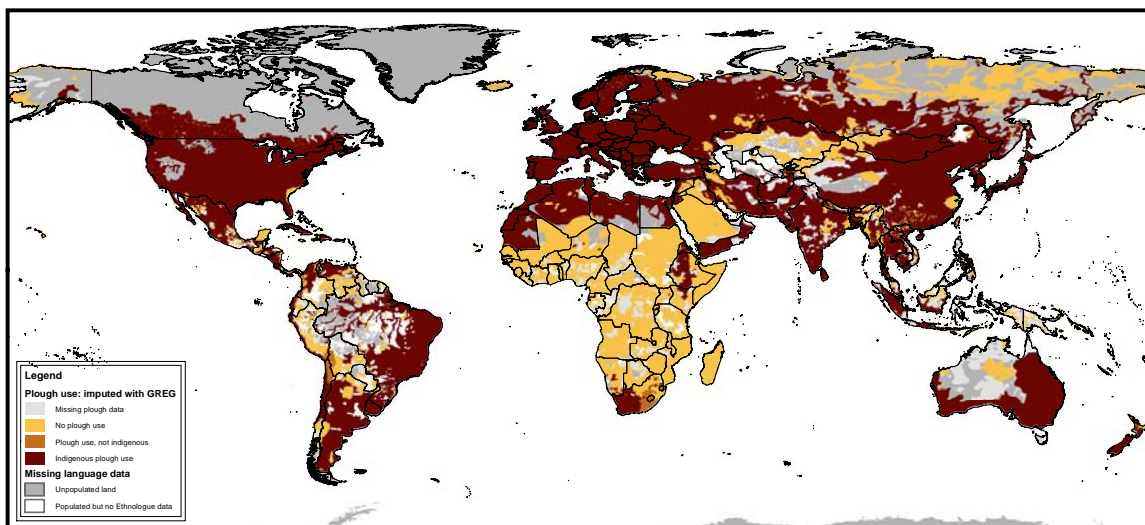 Legend
Plough use: imputed with GREG
Missing plough data
No plough use
Plough use, not indigenous
Indigenous plough use
Missing language data
Unpopulated land
Populated but no Ethnologue data